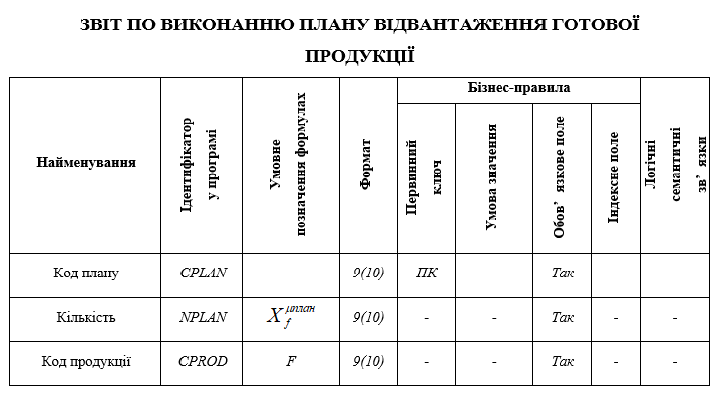 ЗВІТ ПО ВИКОНАННЮ ПЛАНУ ВІДВАНТАЖЕННЯ ГОТОВОЇ
ПРОДУКЦІЇ
Найменування
Ідентифікатор
у програмі
Умовне
позначення формулах
Формат
Бізнес-правила
Первинний
ключ
Умова значення
Обов’язкове поле
Індексне поле
Логічні
семантичні
зв’язки
Код плану CPLAN 9(10) ПК Так
Кількість NPLAN X f μплан 9(10) - - Так - -
Код продукції CPROD F 9(10) - - Так - -